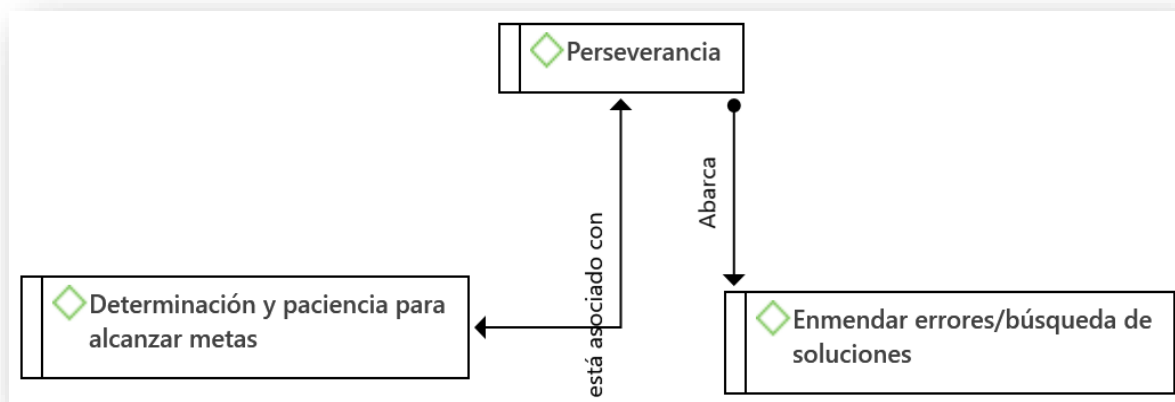 Perseverancia
está asociado con
Abarca
Determinación y paciencia para
alcanzar metas
Enmendar errores/búsqueda de
soluciones